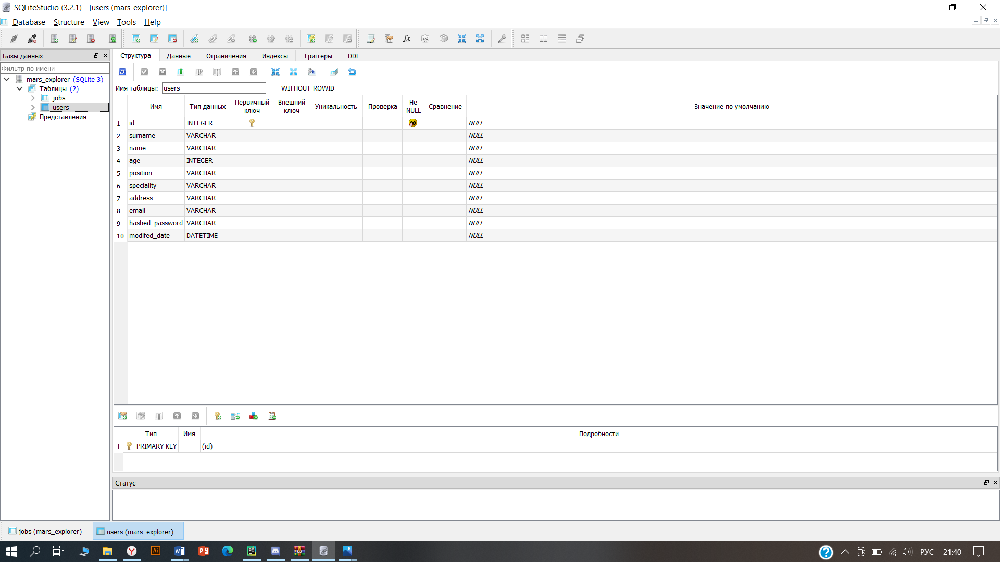 SQLiteStudio (3.2.1) - [users (mars_explorer)]
Database Structure View Tools Help
Базы данных
Фильтр по имени
mars_explorer (SQLite 3)
Таблицы (2)
jobs
users
Представления
Структура Данные Ограничения Индексы Триггеры DDL
Имя таблицы: users WITHOUT ROWID
Имя Тип данных Первичный ключ Внешний ключ Уникальность Проверка Не NULL Сравнение Значение по умолчанию
1 id INTEGER NULL
2 surname VARCHAR NULL
3 name VARCHAR NULL
4 age INTEGER NULL
5 position VARCHAR NULL
6 speciality VARCHAR NULL
7 address VARCHAR NULL
8 email VARCHAR NULL
9 hashed_password VARCHAR NULL
10 modifed_date DATETIME NULL
Тип Имя Подробности
1 PRIMARY KEY (id)
Статус
jobs (mars_explorer) users (mars_explorer)
РУС 21:40